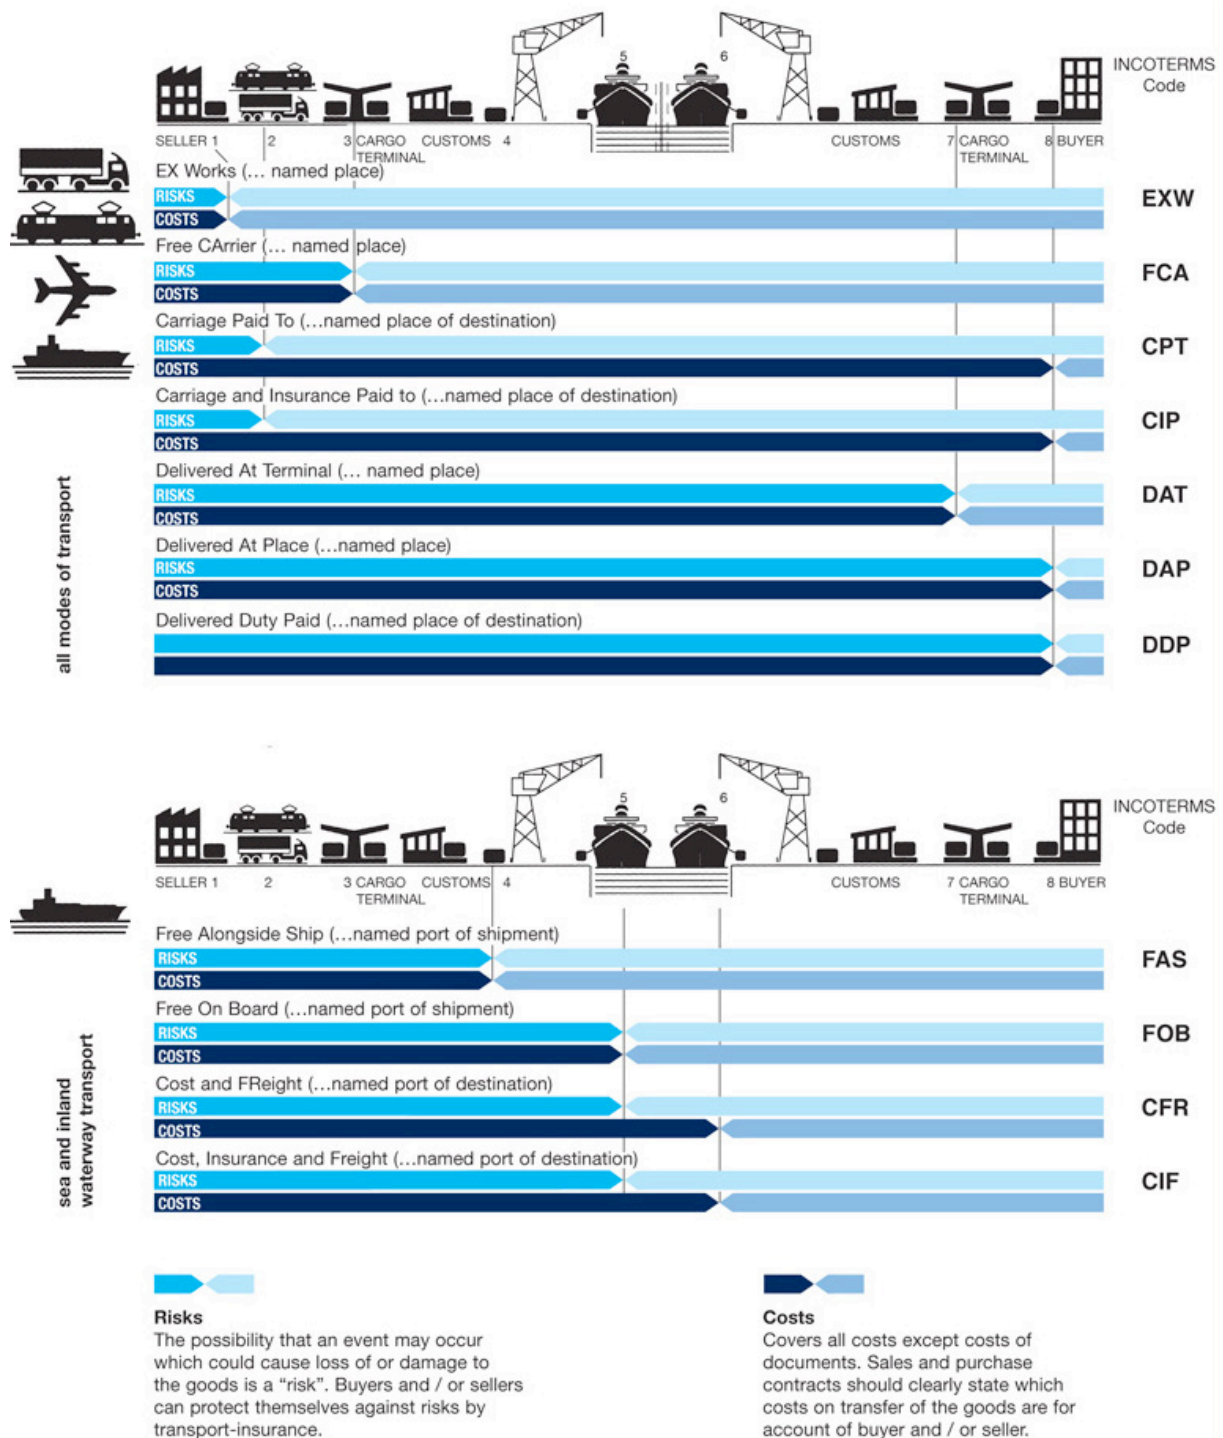 5 6
INCOTERMS
Code
SELLER 1 2 3 CARGO TERMINAL CUSTOMS 4 CUSTOMS 7 CARGO TERMINAL 8 BUYER
EX Works (... named place)
RISKS
COSTS
EXW
Free CArrier (... named place)
RISKS
COSTS
FCA
Carriage Paid To (...named place of destination)
RISKS
COSTS
CPT
Carriage and Insurance Paid to (...named place of destination)
RISKS
COSTS
CIP
Delivered At Terminal (... named place)
RISKS
COSTS
DAT
Delivered At Place (...named place)
RISKS
COSTS
DAP
Delivered Duty Paid (...named place of destination)
DDP
all modes of transport
5 6
INCOTERMS
Code
SELLER 1 2 3 CARGO TERMINAL CUSTOMS 4 CUSTOMS 7 CARGO TERMINAL 8 BUYER
Free Alongside Ship (...named port of shipment)
RISKS
COSTS
FAS
Free On Board (...named port of shipment)
RISKS
COSTS
FOB
Cost and FReight (...named port of destination)
RISKS
COSTS
CFR
Cost, Insurance and Freight (...named port of destination)
RISKS
COSTS
CIF
sea and inland
waterway transport
Risks
The possibility that an event may occur
which could cause loss of or damage to
the goods is a “risk”. Buyers and / or sellers
can protect themselves against risks by
transport-insurance.
Costs
Covers all costs except costs of
documents. Sales and purchase
contracts should clearly state which
costs on transfer of the goods are for
account of buyer and / or seller.